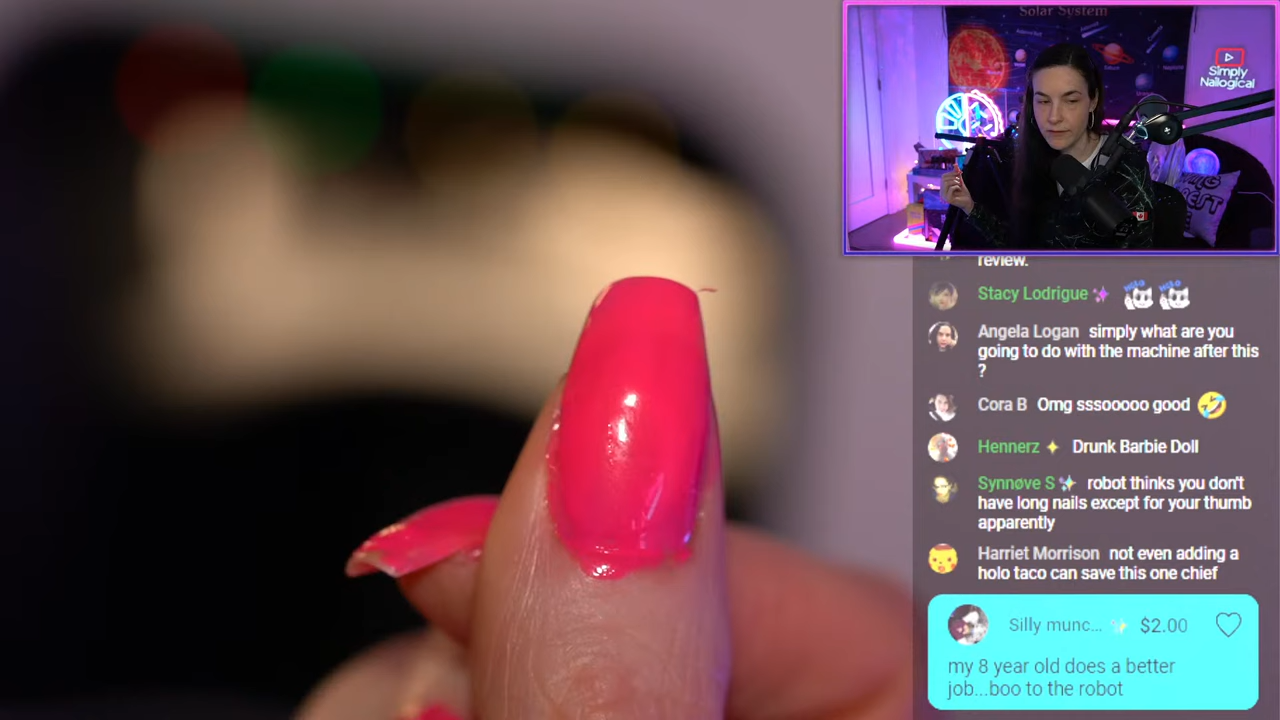 Solar System
Simply
Nailogical
review.
Stacy Lodrigue
Angela Logan simply what are you
going to do with the machine after this
?
Cora B Omg sssooooo good
Hennerz Drunk Barbie Doll
Synnøve S robot thinks you don't
have long nails except for your thumb
apparently
Harriet Morrison not even adding a
holo taco can save this one chief
Silly munc... $2.00
my 8 year old does a better
job...boo to the robot